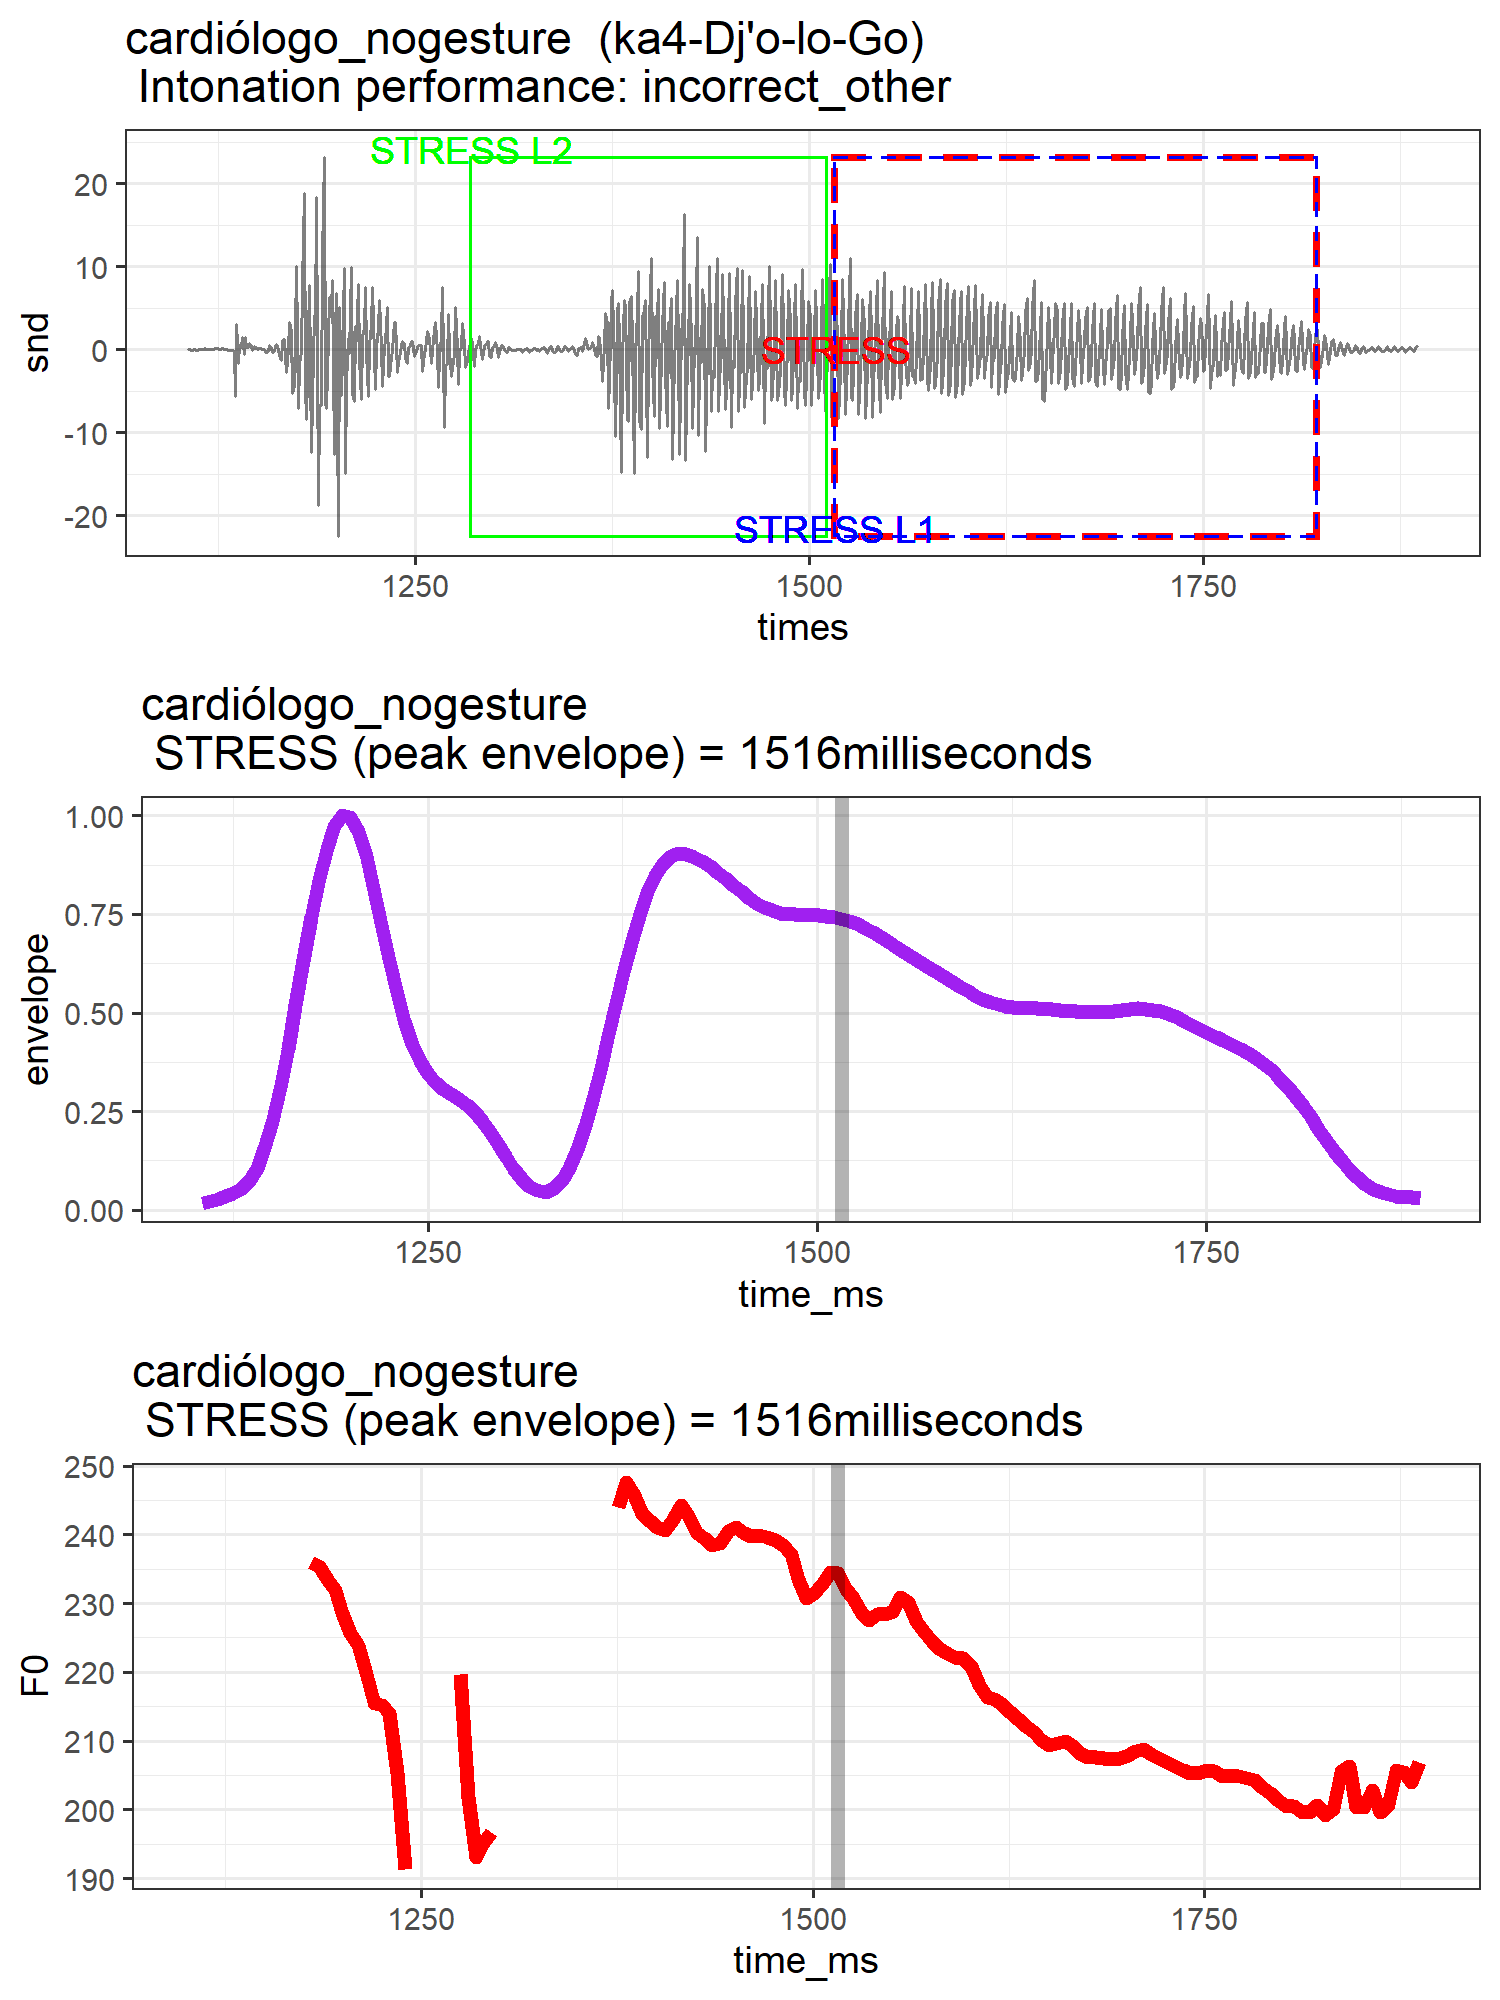 cardiólogo_nogesture  (ka4-Dj'o-lo-Go)
Intonation performance: incorrect_other
STRESS L2
STRESS
STRESS L1
snd
20
10
0
-10
-20
1250 1500 1750
times
cardiólogo_nogesture
STRESS (peak envelope) = 1516milliseconds
envelope
1.00
0.75
0.50
0.25
0.00
1250 1500 1750
time_ms
cardiólogo_nogesture
STRESS (peak envelope) = 1516milliseconds
F0
250
240
230
220
210
200
190
1250 1500 1750
time_ms